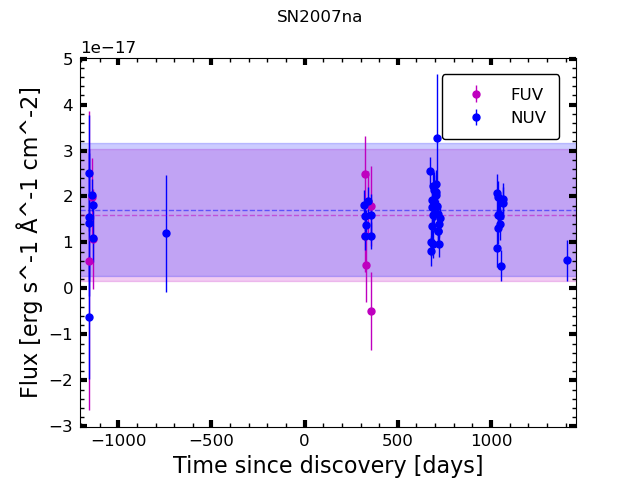 SN2007na
1e−17
5
4
3
2
1
0
−1
−2
−3
Flux [erg s^-1 Å^-1 cm^-2]
FUV
NUV
−1000 −500 0 500 1000
Time since discovery [days]